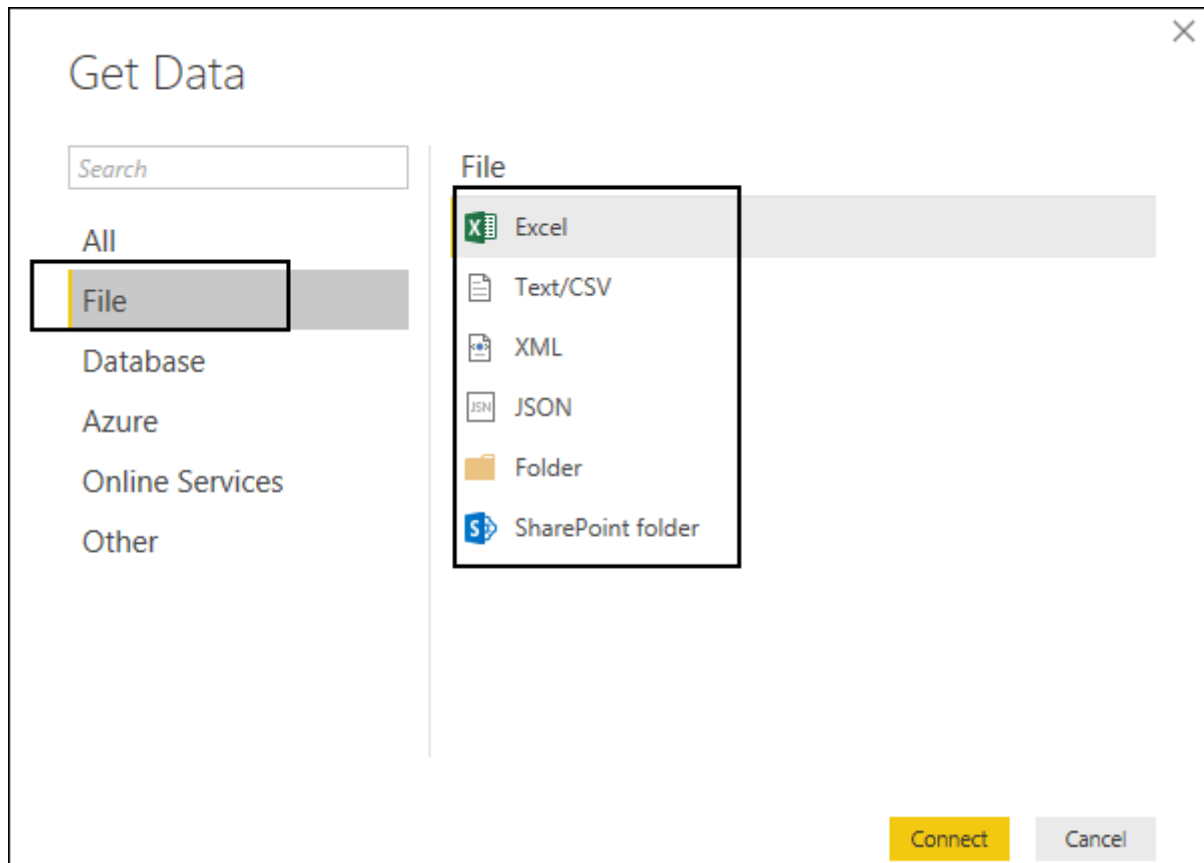 Get Data
Search
All
File
Database
Azure
Online Services
Other
File
Excel
Text/CSV
XML
JSN JSON
Folder
SharePoint folder
Connect Cancel